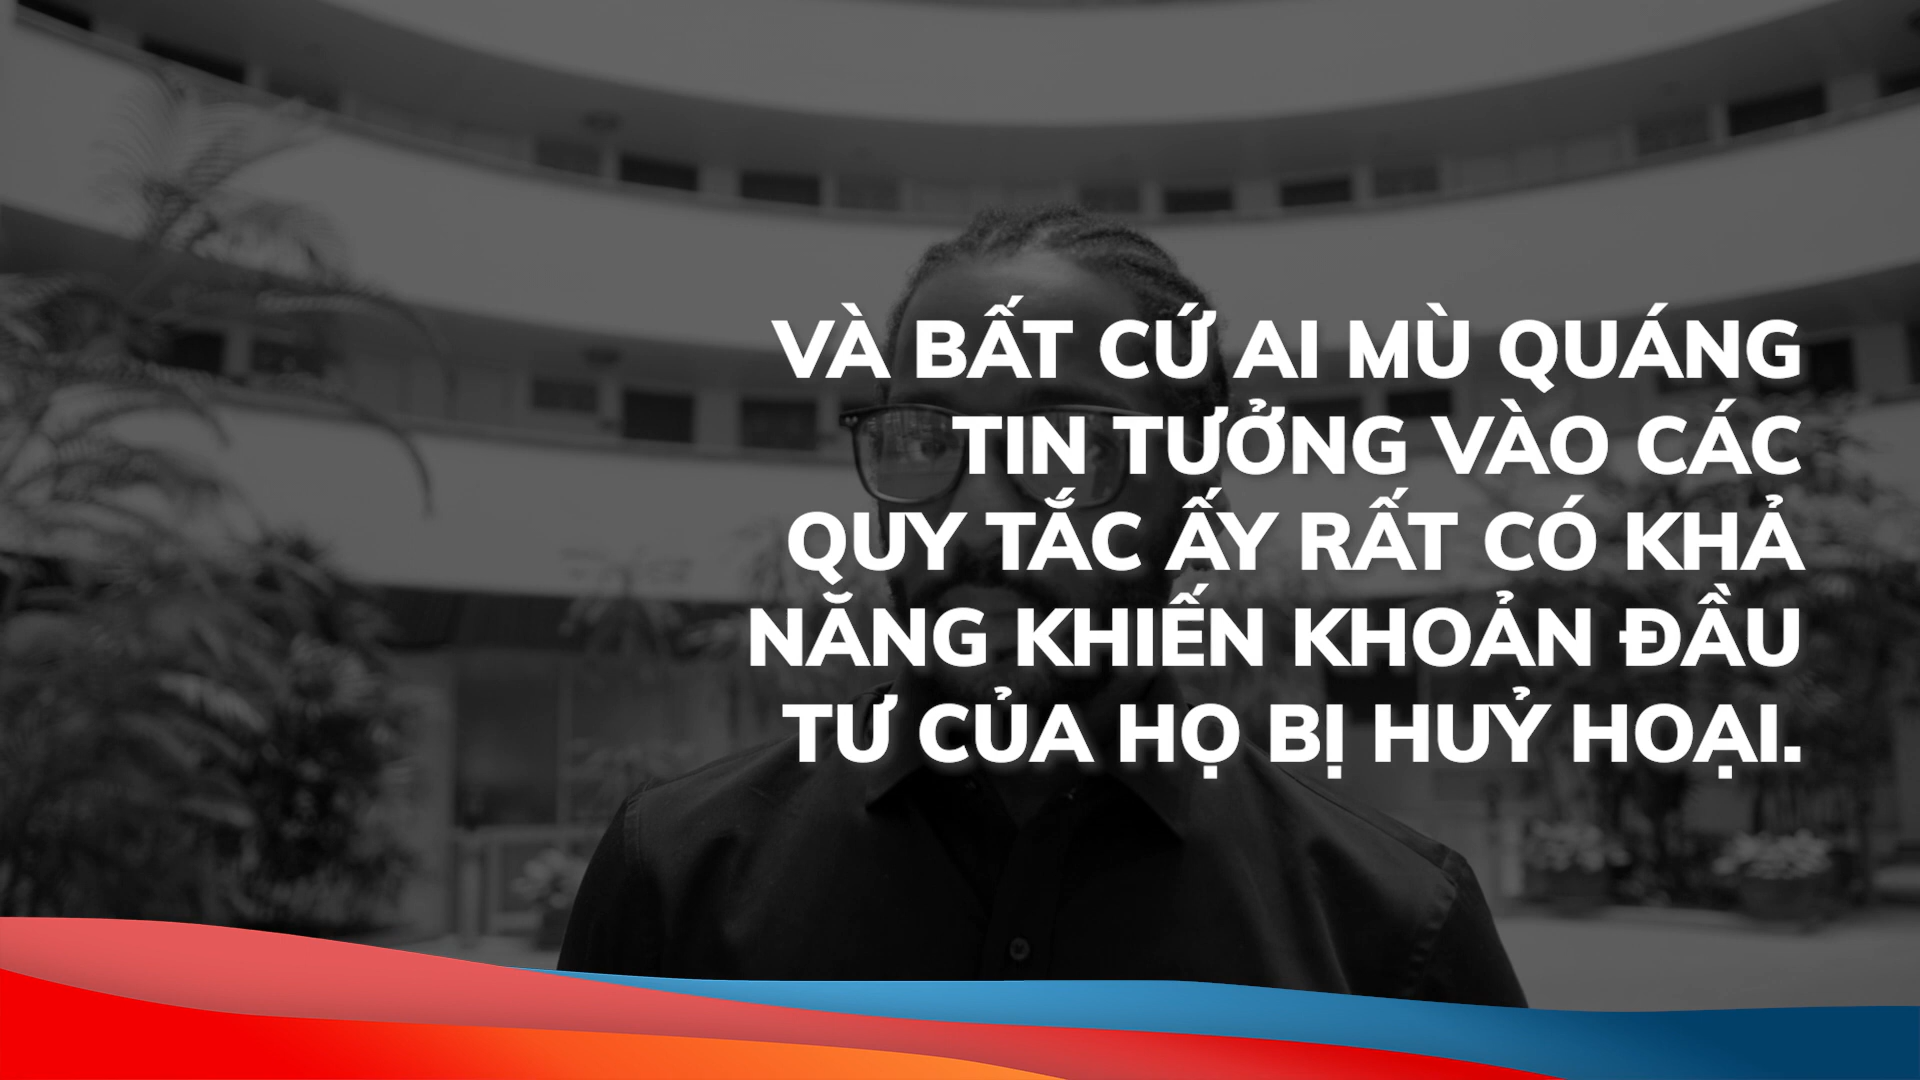 VÀ BẤT CỨ AI MÙ QUÁNG
TIN TƯỞNG VÀO CÁC
QUY TẮC ẤY RẤT CÓ KHẢ
NĂNG KHIẾN KHOẢN ĐẦU
TƯ CỦA HỌ BỊ HUỶ HOẠI.